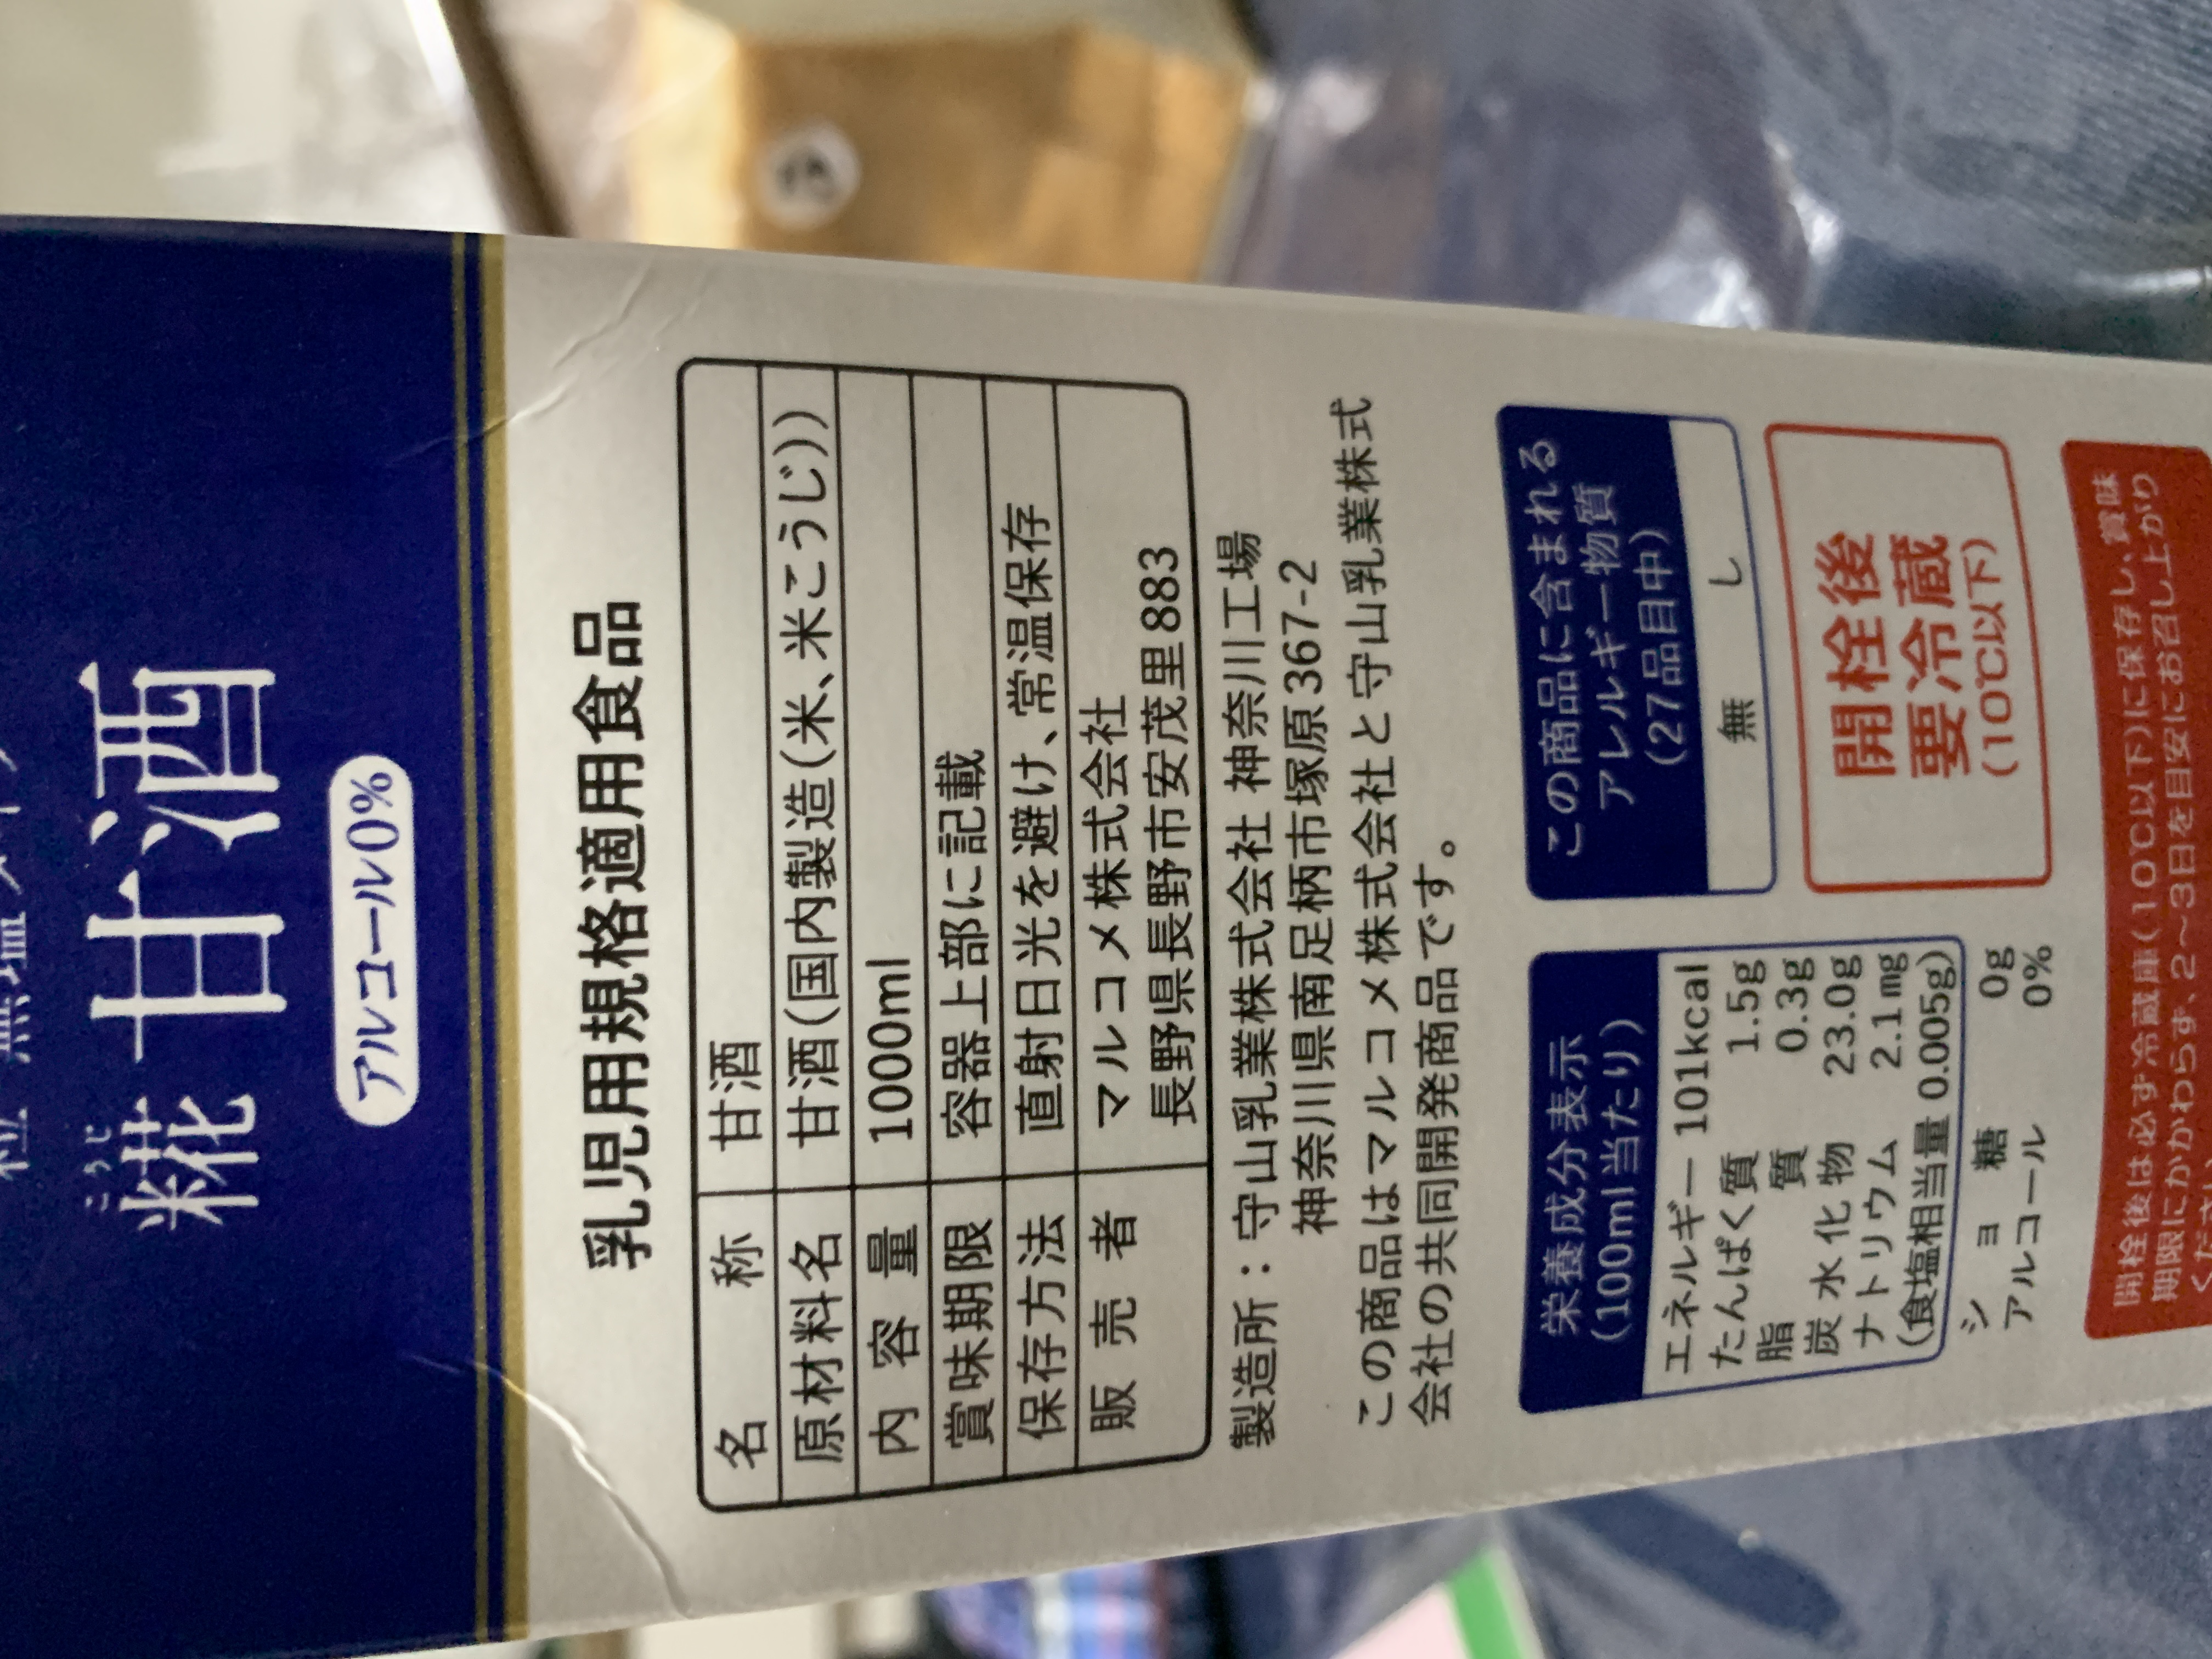 こうじ
糀 甘酒
アルコール0%
乳児用規格適用食品
名称 甘酒
原材料名 甘酒(国内製造(米、米こうじ))
内容量 1000ml
賞味期限 容器上部に記載
保存方法 直射日光を避け、常温保存
販売者 マルコメ株式会社
長野県長野市安茂里883
製造所:守山乳業株式会社 神奈川工場
神奈川県南足柄市塚原367-2
この商品はマルコメ株式会社と守山乳業株式
会社の共同開発商品です。
栄養成分表示
(100ml当たり)
エネルギー 101kcal
たんぱく質 1.5g
脂質 0.3g
炭水化物 23.0g
ナトリウム 2.1mg
(食塩相当量 0.005g)
ショ糖 0g
アルコール 0%
この商品に含まれる
アレルギー物質
(27品目中)
無し
開栓後
要冷蔵
(10℃以下)
開栓後は必ず冷蔵庫(10℃以下)に保存し、賞味
期限にかかわらず、2〜3日を目安にお召し上がり
ください。